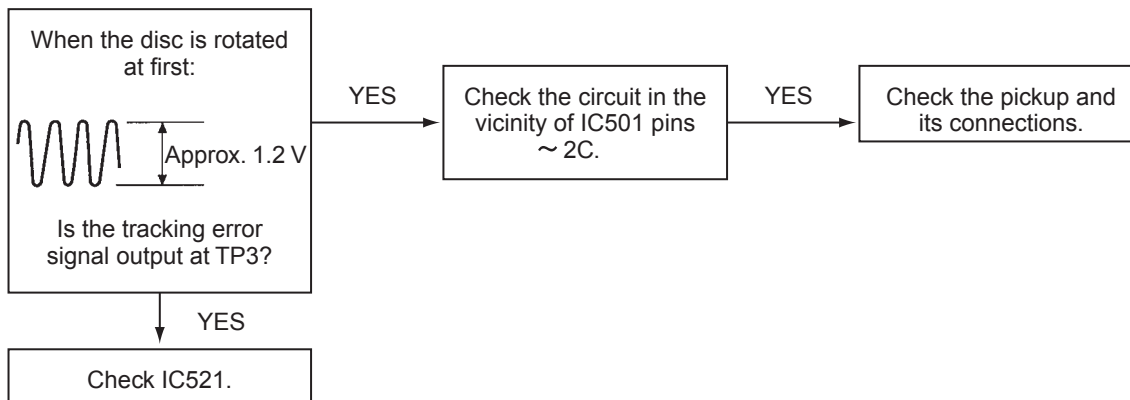 When the disc is rotated
at first:
Approx. 1.2 V
Is the tracking error
signal output at TP3?
YES
Check the circuit in the
vicinity of IC501 pins
~ 2C.
YES
Check the pickup and
its connections.
YES
Check IC521.